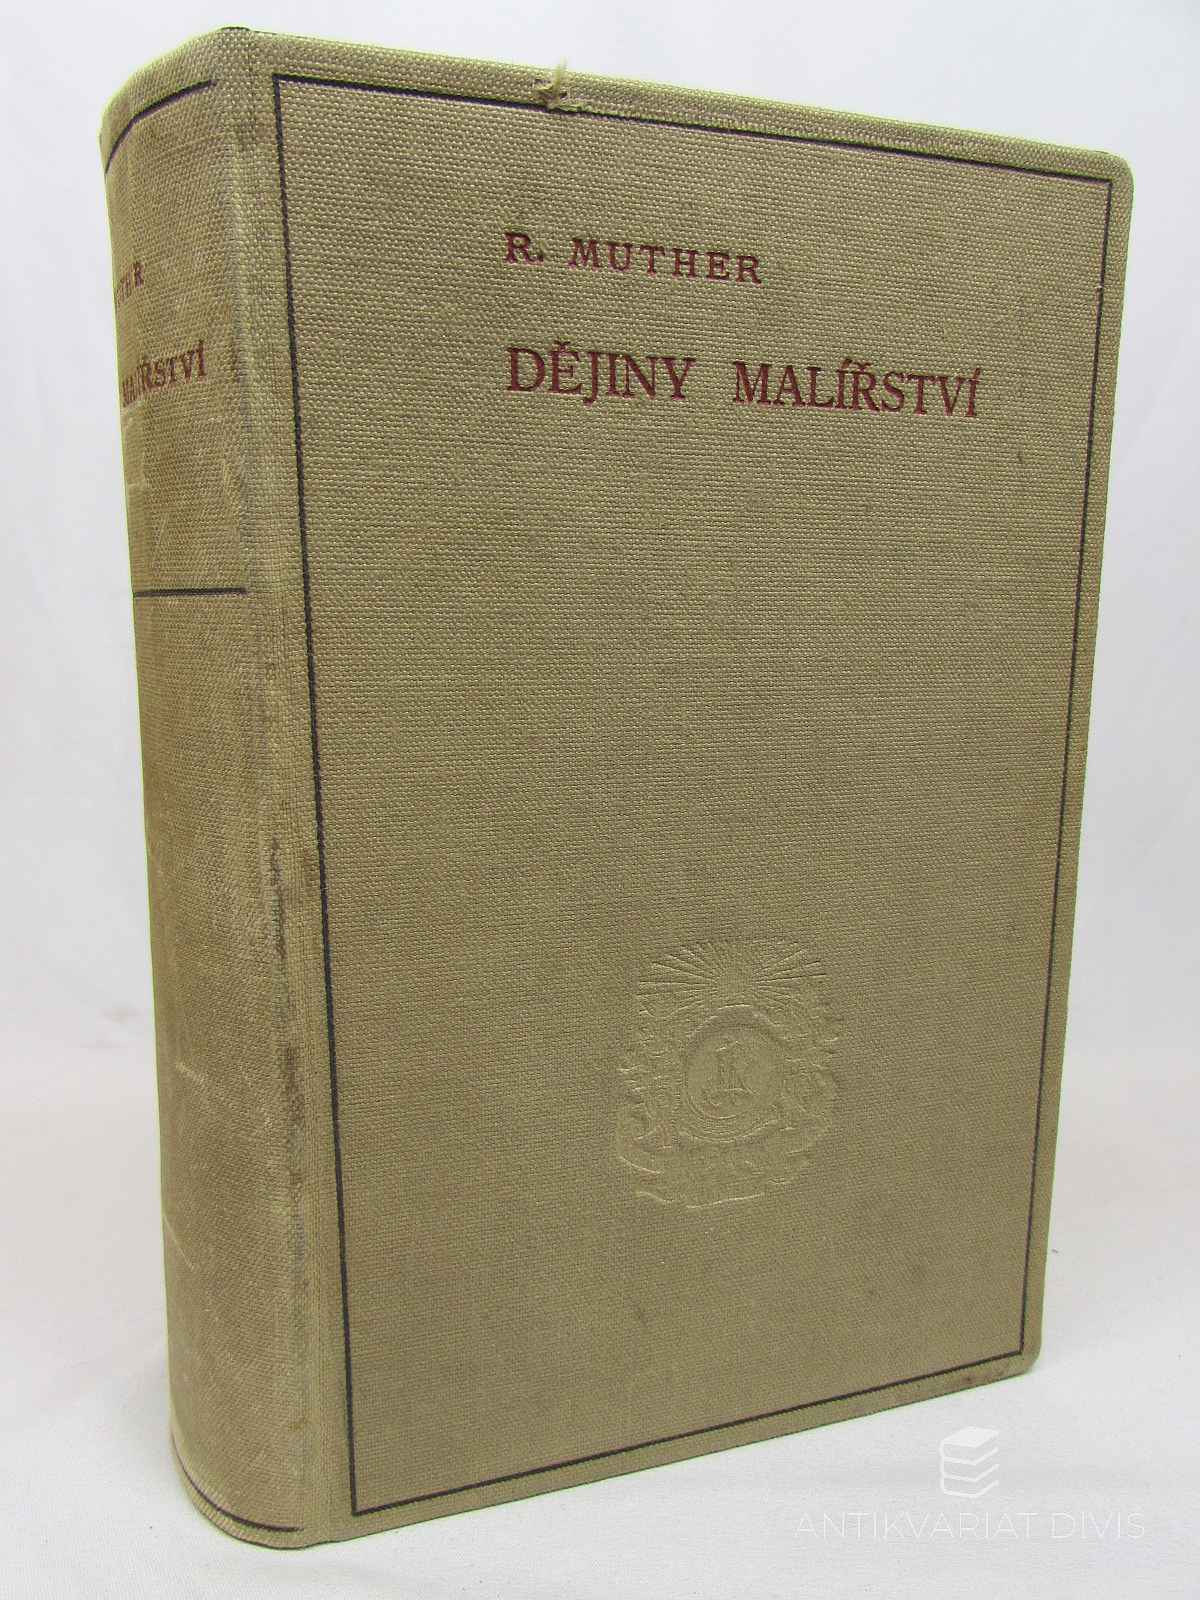 R. MUTHER
DĚJINY MALÍŘSTVÍ
MALÍŘSTVÍ
ANTIKVARIAT DIVIS